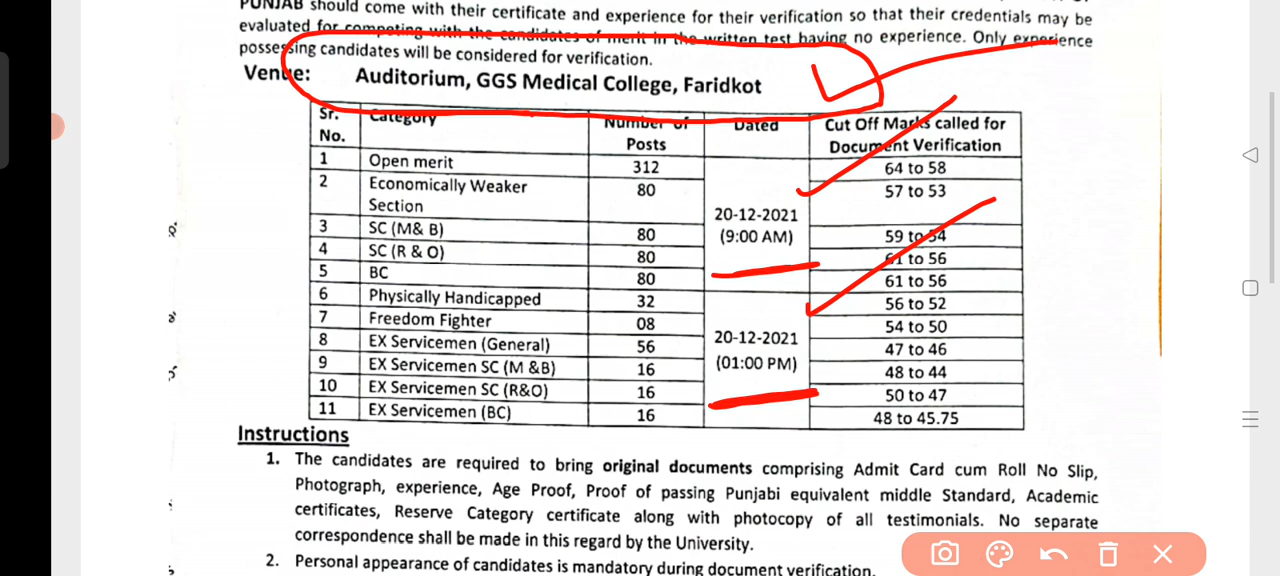 PUNJAB should come with their certificate and experience for their verification so that their credentials may be
evaluated for competing with the candidates of merit in the written test having no experience. Only experience
possessing candidates will be considered for verification.
Venue: Auditorium, GGS Medical College, Faridkot
Sr. No. Category Number of Posts Dated Cut Off Marks called for Document Verification
1 Open merit 312 20-12-2021 (9:00 AM) 64 to 58
2 Economically Weaker Section 80 57 to 53
3 SC (M& B) 80 59 to 54
4 SC (R & O) 80 61 to 56
5 BC 80 61 to 56
6 Physically Handicapped 32 20-12-2021 (01:00 PM) 56 to 52
7 Freedom Fighter 08 54 to 50
8 EX Servicemen (General) 56 47 to 46
9 EX Servicemen SC (M &B) 16 48 to 44
10 EX Servicemen SC (R&O) 16 50 to 47
11 EX Servicemen (BC) 16 48 to 45.75
Instructions
1. The candidates are required to bring original documents comprising Admit Card cum Roll No Slip,
Photograph, experience, Age Proof, Proof of passing Punjabi equivalent middle Standard, Academic
certificates, Reserve Category certificate along with photocopy of all testimonials. No separate
correspondence shall be made in this regard by the University.
2. Personal appearance of candidates is mandatory during document verification.